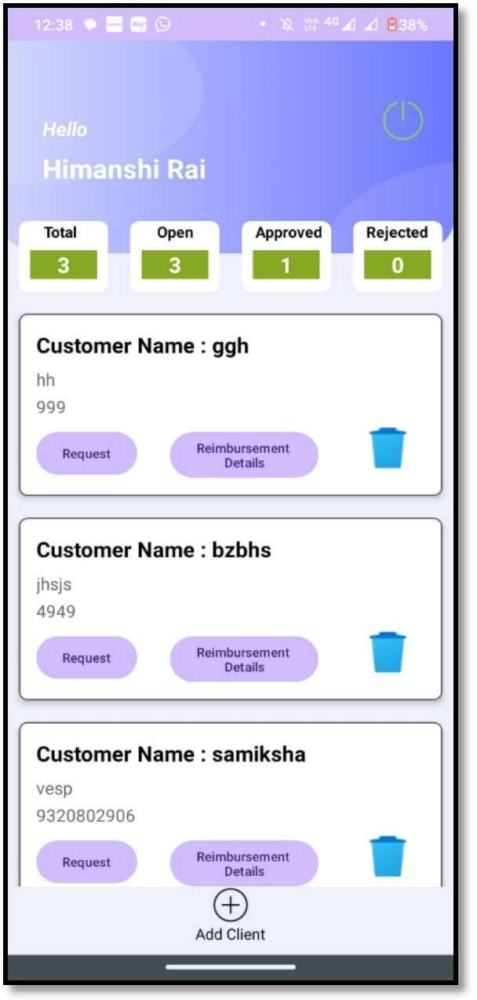 12:38 VoLTE 4G 38%
Hello
Himanshi Rai
Total Open Approved Rejected
3 3 1 0
Customer Name : ggh
hh
999
Request Reimbursement
Details
Customer Name : bzbhs
jhsjs
4949
Request Reimbursement
Details
Customer Name : samiksha
vesp
9320802906
Request Reimbursement
Details
Add Client